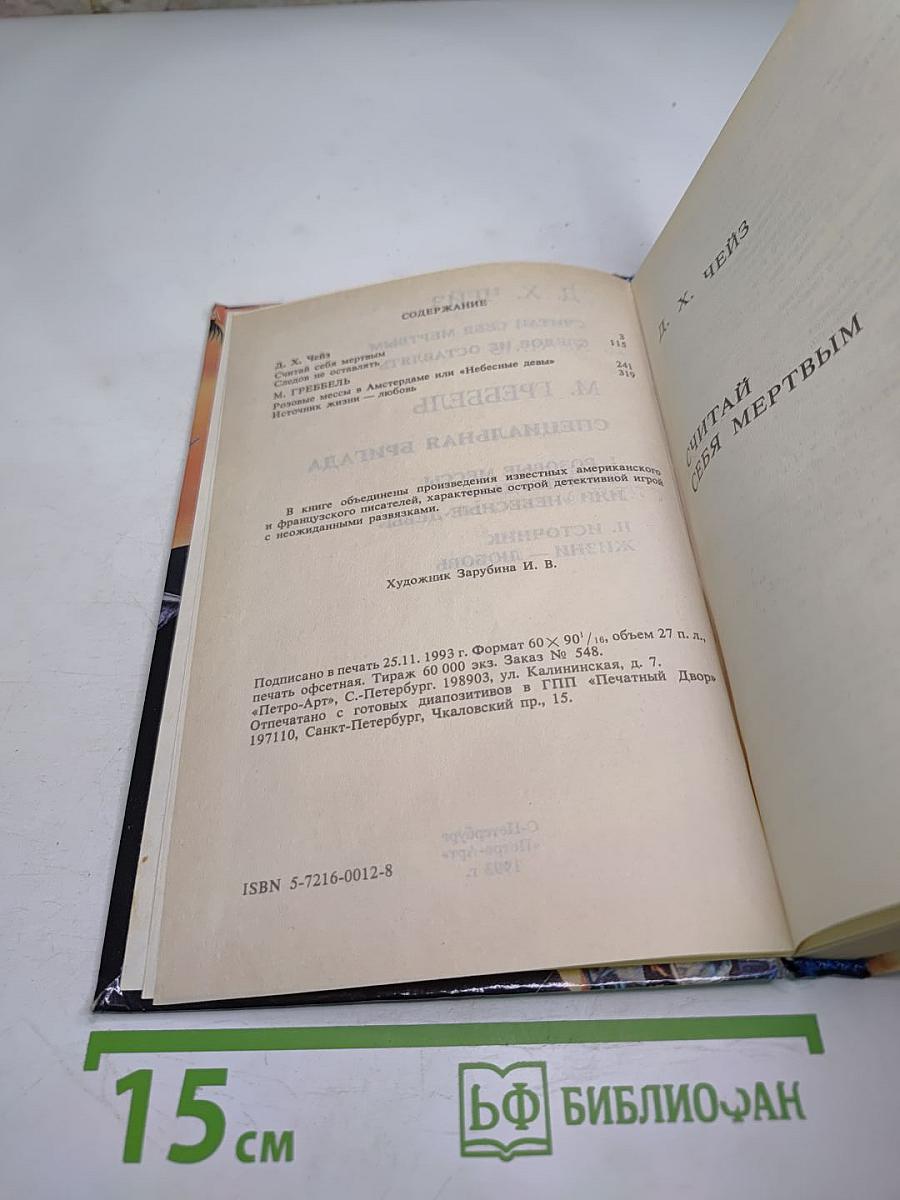 СОДЕРЖАНИЕ
Д. Х. Чейз
Считай себя мертвым 3
Следов не оставлять 115
М. ГРЕББЕЛЬ
Розовые мессы в Амстердаме или «Небесные девы» 241
Источник жизни — любовь 319
В книге объединены произведения известных американского
и французского писателей, характерные острой детективной игрой
с неожиданными развязками.
Художник Зарубина И. В.
Подписано в печать 25.11. 1993 г. Формат 60×90¹/₁₆, объем 27 п. л.,
печать офсетная. Тираж 60 000 экз. Заказ № 548.
«Петро-Арт», С.-Петербург. 198903, ул. Калининская, д. 7.
Отпечатано с готовых диапозитивов в ГПП «Печатный Двор»
197110, Санкт-Петербург, Чкаловский пр., 15.
ISBN 5-7216-0012-8
Д. Х. ЧЕЙЗ
СЧИТАЙ
СЕБЯ МЕРТВЫМ
15 см
БФ БИБЛИОФАН